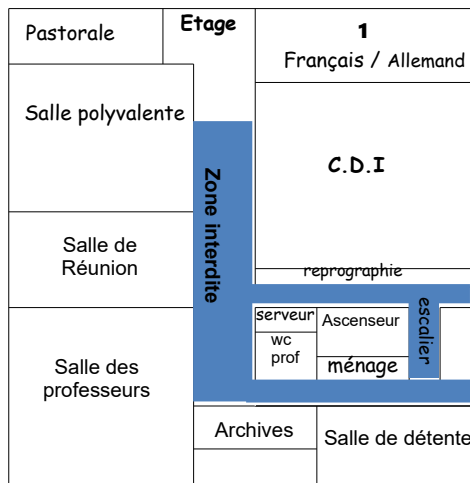 Pastorale
Etage
1
Français / Allemand
Salle polyvalente
C.D.I
Zone interdite
Salle de
Réunion
reprographie
serveur
Ascenseur
escalier
wc
prof
ménage
Salle des
professeurs
Archives
Salle de détente